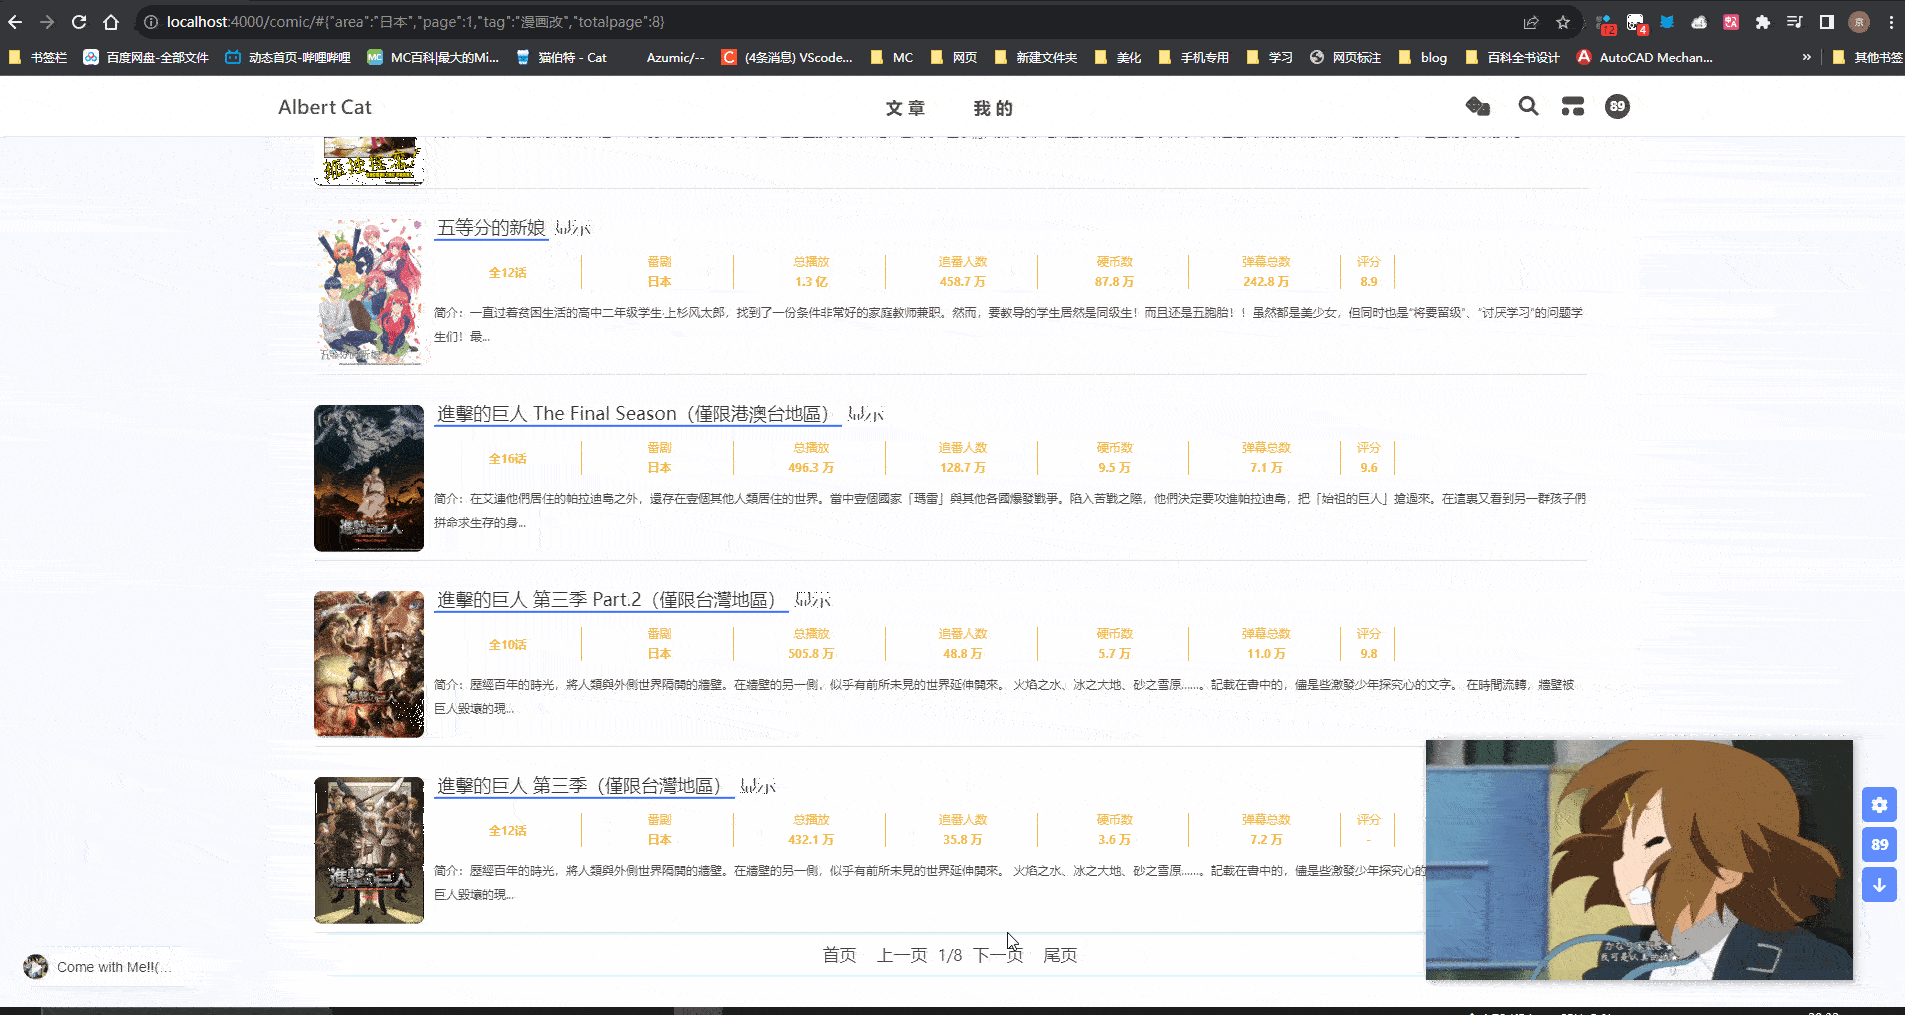 localhost:4000/comic/#{"area":"日本","page":1,"tag":"漫画改","totalpage":8}
12
4
京
书签栏
百度网盘-全部文件
动态首页-哔哩哔哩
MC百科|最大的Mi...
猫伯特 - Cat
Azumic/--
(4条消息) VScode...
MC
网页
新建文件夹
美化
手机专用
学习
网页标注
blog
百科全书设计
AutoCAD Mechan...
»
其他书签
Albert Cat
文 章
我 的
89
五等分的新娘
全12话
番剧
日本
总播放
1.3 亿
追番人数
458.7 万
硬币数
87.8 万
弹幕总数
242.8 万
评分
8.9
简介：一直过着贫困生活的高中二年级学生·上杉风太郎，找到了一份条件非常好的家庭教师兼职。然而，要教导的学生居然是同级生！而且还是五胞胎！！虽然都是美少女，但同时也是“将要留级”、“讨厌学习”的问题学
生们！最...
進擊的巨人 The Final Season（僅限港澳台地區）
全16话
番剧
日本
总播放
496.3 万
追番人数
128.7 万
硬币数
9.5 万
弹幕总数
7.1 万
评分
9.6
简介：在艾連他們居住的帕拉迪島之外，還存在壹個其他人類居住的世界。當中壹個國家「瑪雷」與其他各國爆發戰爭。陷入苦戰之際，他們決定要攻進帕拉迪島，把「始祖的巨人」搶過來。在這裏又看到另一群孩子們
拼命求生存的身...
進擊的巨人 第三季 Part.2（僅限台灣地區）
全10话
番剧
日本
总播放
505.8 万
追番人数
48.8 万
硬币数
5.7 万
弹幕总数
11.0 万
评分
9.8
简介：歷經百年的時光，將人類與外側世界隔開的牆壁。在牆壁的另一側，似乎有前所未見的世界延伸開來。 火焰之水、冰之大地、砂之雪原......。記載在書中的，儘是些激發少年探究心的文字。 在時間流轉，牆壁被
巨人毀壞的現...
進擊的巨人 第三季（僅限台灣地區）
全12话
番剧
日本
总播放
432.1 万
追番人数
35.8 万
硬币数
3.6 万
弹幕总数
7.2 万
评分
-
简介：歷經百年的時光，將人類與外側世界隔開的牆壁。在牆壁的另一側，似乎有前所未見的世界延伸開來。 火焰之水、冰之大地、砂之雪原......。記載在書中的，儘是些激發少年探究心的
巨人毀壞的現...
89
首页 上一页 1/8 下一页 尾页
Come with Me!!(...
我可是认真的